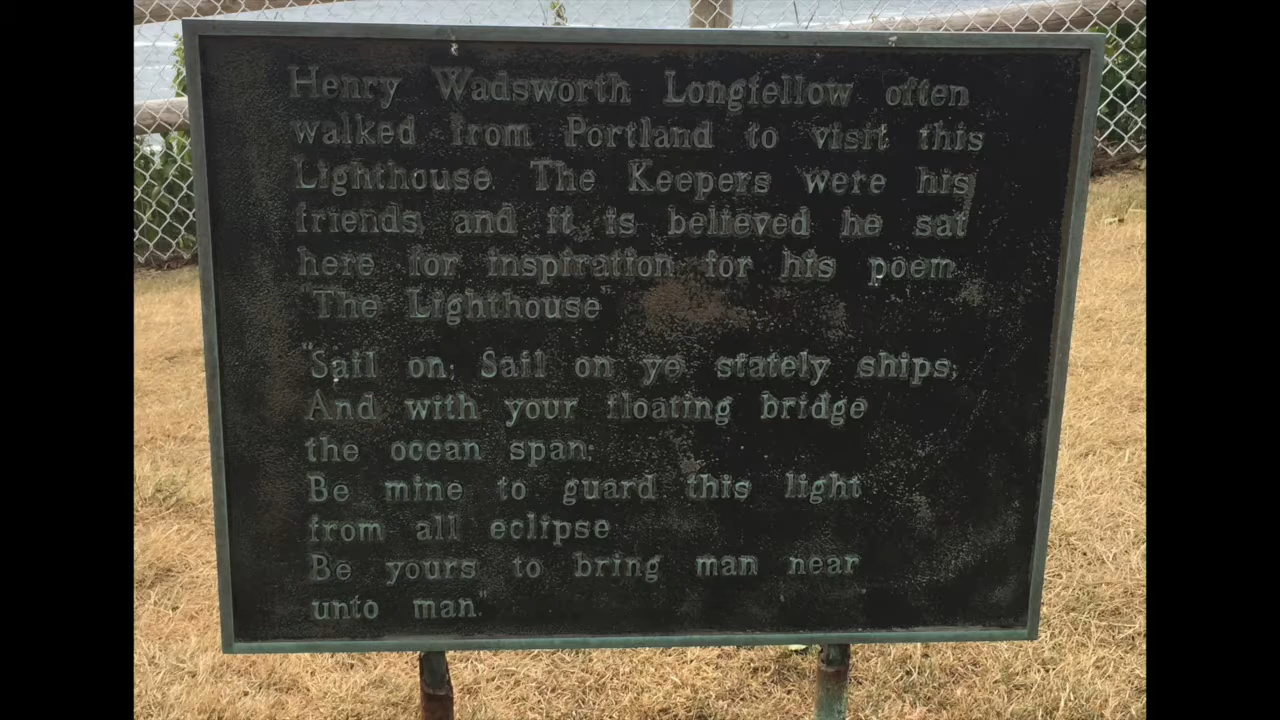 Henry Wadsworth Longfellow often
walked from Portland to visit this
Lighthouse. The Keepers were his
friends, and it is believed he sat
here for inspiration for his poem
"The Lighthouse"
"Sail on; Sail on ye stately ships;
And with your floating bridge
the ocean span;
Be mine to guard this light
from all eclipse
Be yours to bring man near
unto man."